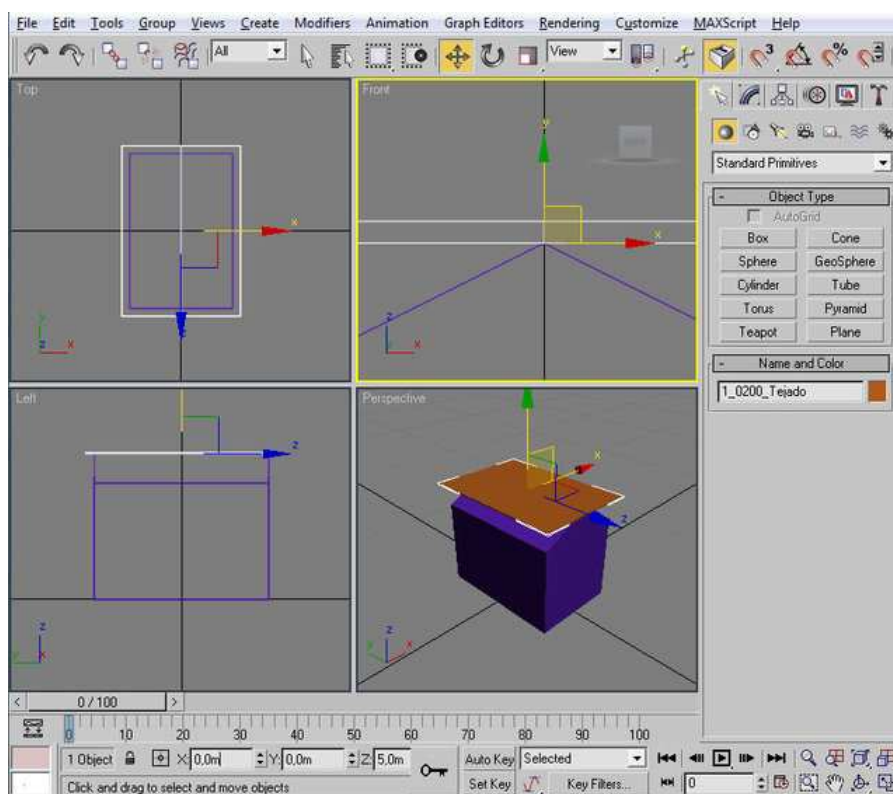 File Edit Tools Group Views Create Modifiers Animation Graph Editors Rendering Customize MAXScript Help
All View 3 %
Top Front
x y x
y z x z x
Standard Primitives
- Object Type
AutoGrid
Box Cone
Sphere GeoSphere
Cylinder Tube
Torus Pyramid
Teapot Plane
- Name and Color
1_0200_Tejado
Left Perspective
z x z
z y x z y x
< 0 / 100 >
0 10 20 30 40 50 60 70 80 90 100
1 Object X: 0,0m Y: 0,0m Z: 5,0m Auto Key Selected
Click and drag to select and move objects Set Key Key Filters... 0